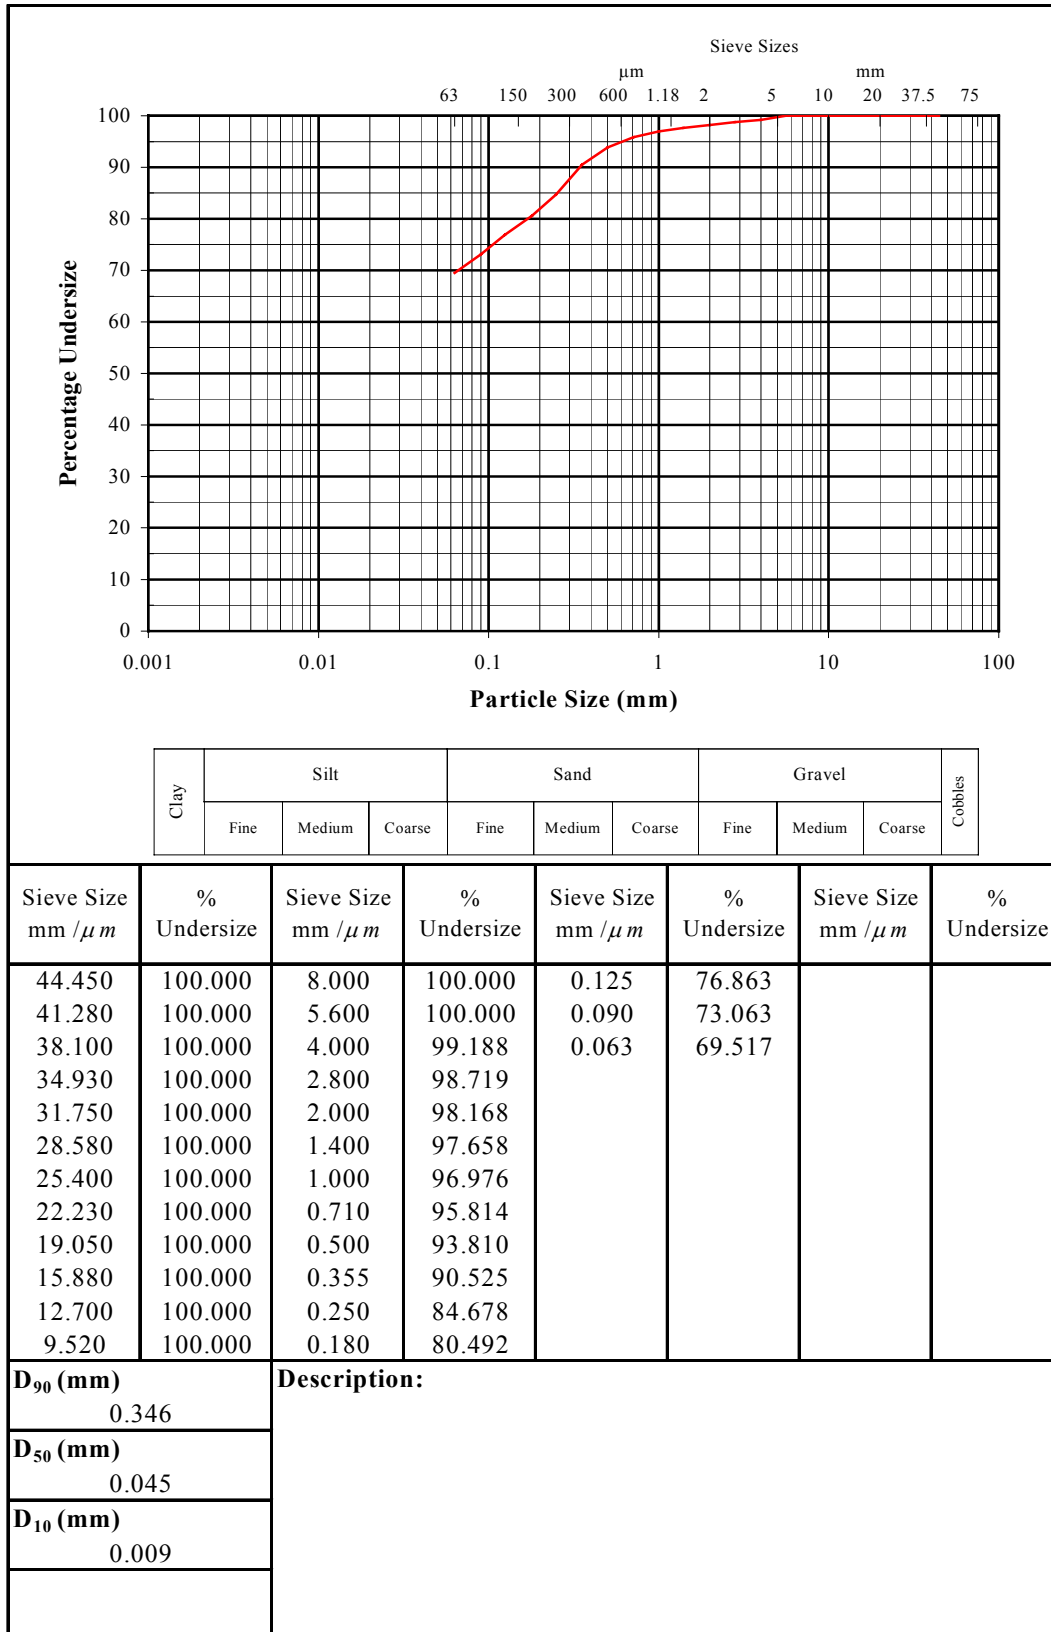 Sieve Sizes
µm mm
63 150 300 600 1.18 2 5 10 20 37.5 75
100
90
80
70
60
50
40
30
20
10
0
Percentage Undersize
0.001 0.01 0.1 1 10 100
Particle Size (mm)
Clay Silt Sand Gravel Cobbles
Fine Medium Coarse Fine Medium Coarse Fine Medium Coarse
Sieve Size % Sieve Size % Sieve Size % Sieve Size %
mm /µ m Undersize mm /µ m Undersize mm /µ m Undersize mm /µ m Undersize
44.450 100.000 8.000 100.000 0.125 76.863
41.280 100.000 5.600 100.000 0.090 73.063
38.100 100.000 4.000 99.188 0.063 69.517
34.930 100.000 2.800 98.719
31.750 100.000 2.000 98.168
28.580 100.000 1.400 97.658
25.400 100.000 1.000 96.976
22.230 100.000 0.710 95.814
19.050 100.000 0.500 93.810
15.880 100.000 0.355 90.525
12.700 100.000 0.250 84.678
9.520 100.000 0.180 80.492
D90 (mm) Description:
0.346
D50 (mm)
0.045
D10 (mm)
0.009